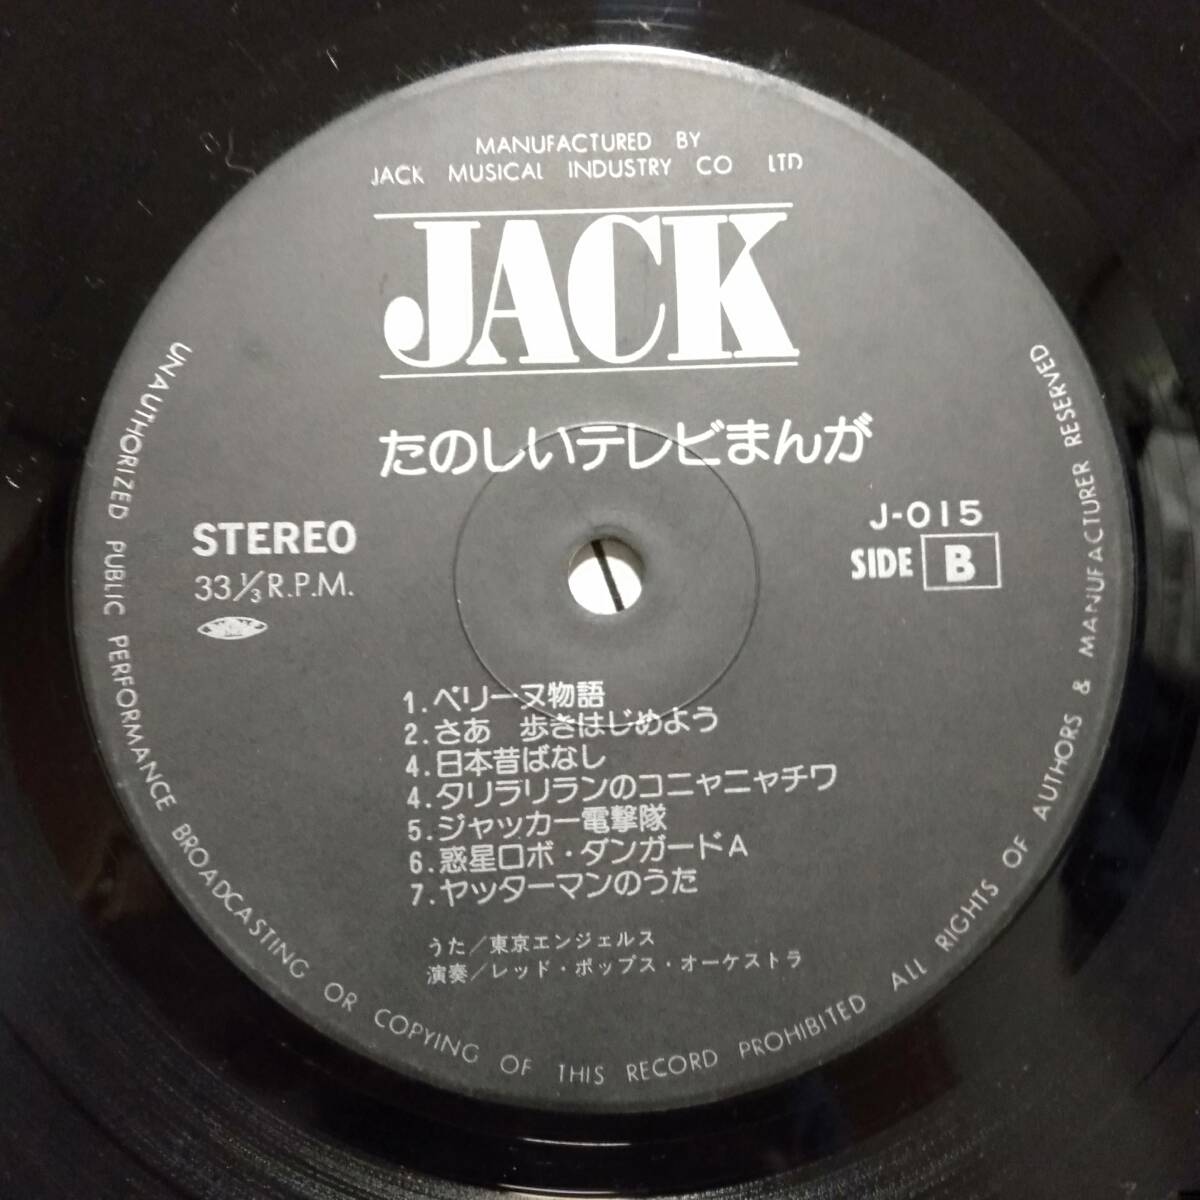 MANUFACTURED BY
JACK MUSICAL INDUSTRY CO LTD
JACK
たのしいテレビまんが
STEREO
33 1/3 R.P.M.
J-015
SIDE B
1. ペリーヌ物語
2. さあ 歩きはじめよう
4. 日本昔ばなし
4. タリラリランのコニャニャチワ
5. ジャッカー電撃隊
6. 惑星ロボ・ダンガードA
7. ヤッターマンのうた
うた/東京エンジェルス
演奏/レッド・ポップス・オーケストラ
UNAUTHORIZED PUBLIC PERFORMANCE BROADCASTING OR COPYING OF THIS RECORD PROHIBITED ALL RIGHTS OF AUTHORS & MANUFACTURER RESERVED